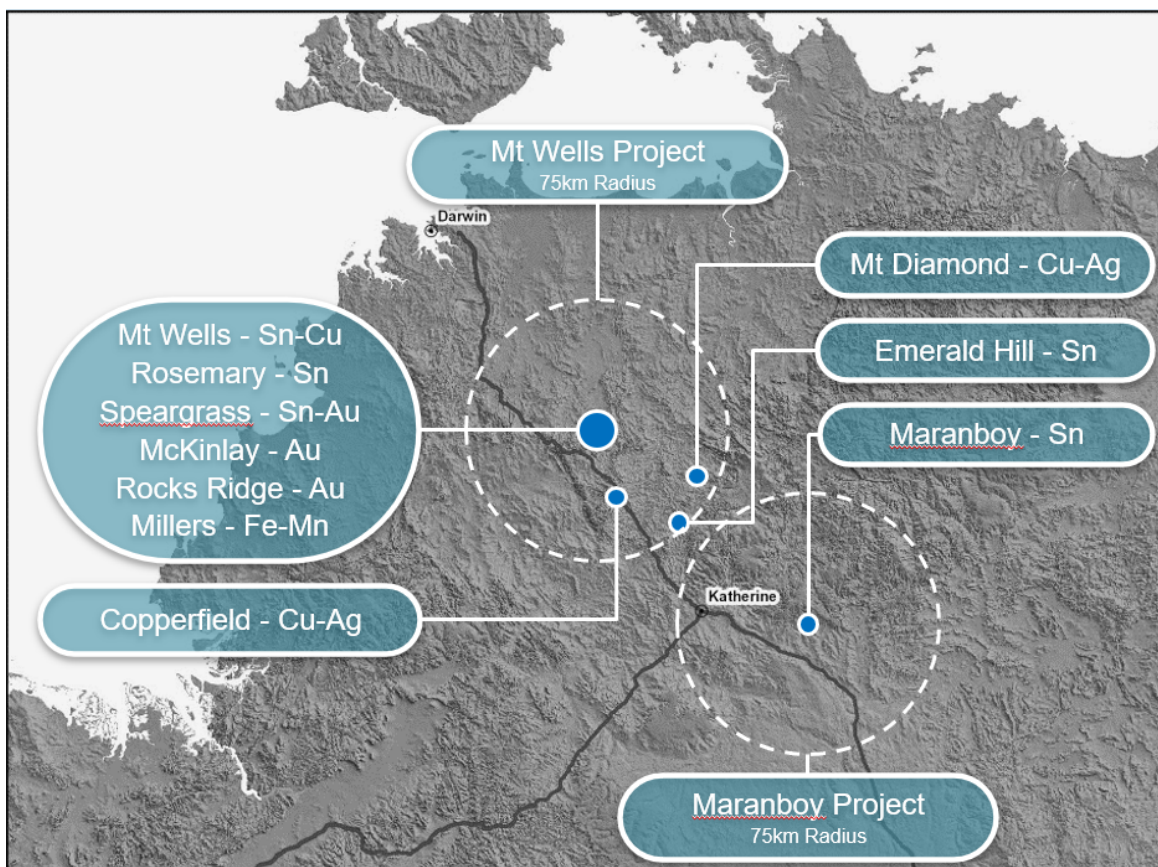 Mt Wells Project
75km Radius
Darwin
Mt Diamond - Cu-Ag
Emerald Hill - Sn
Maranboy - Sn
Mt Wells - Sn-Cu
Rosemary - Sn
Speargrass - Sn-Au
McKinlay - Au
Rocks Ridge - Au
Millers - Fe-Mn
Copperfield - Cu-Ag
Katherine
Maranboy Project
75km Radius